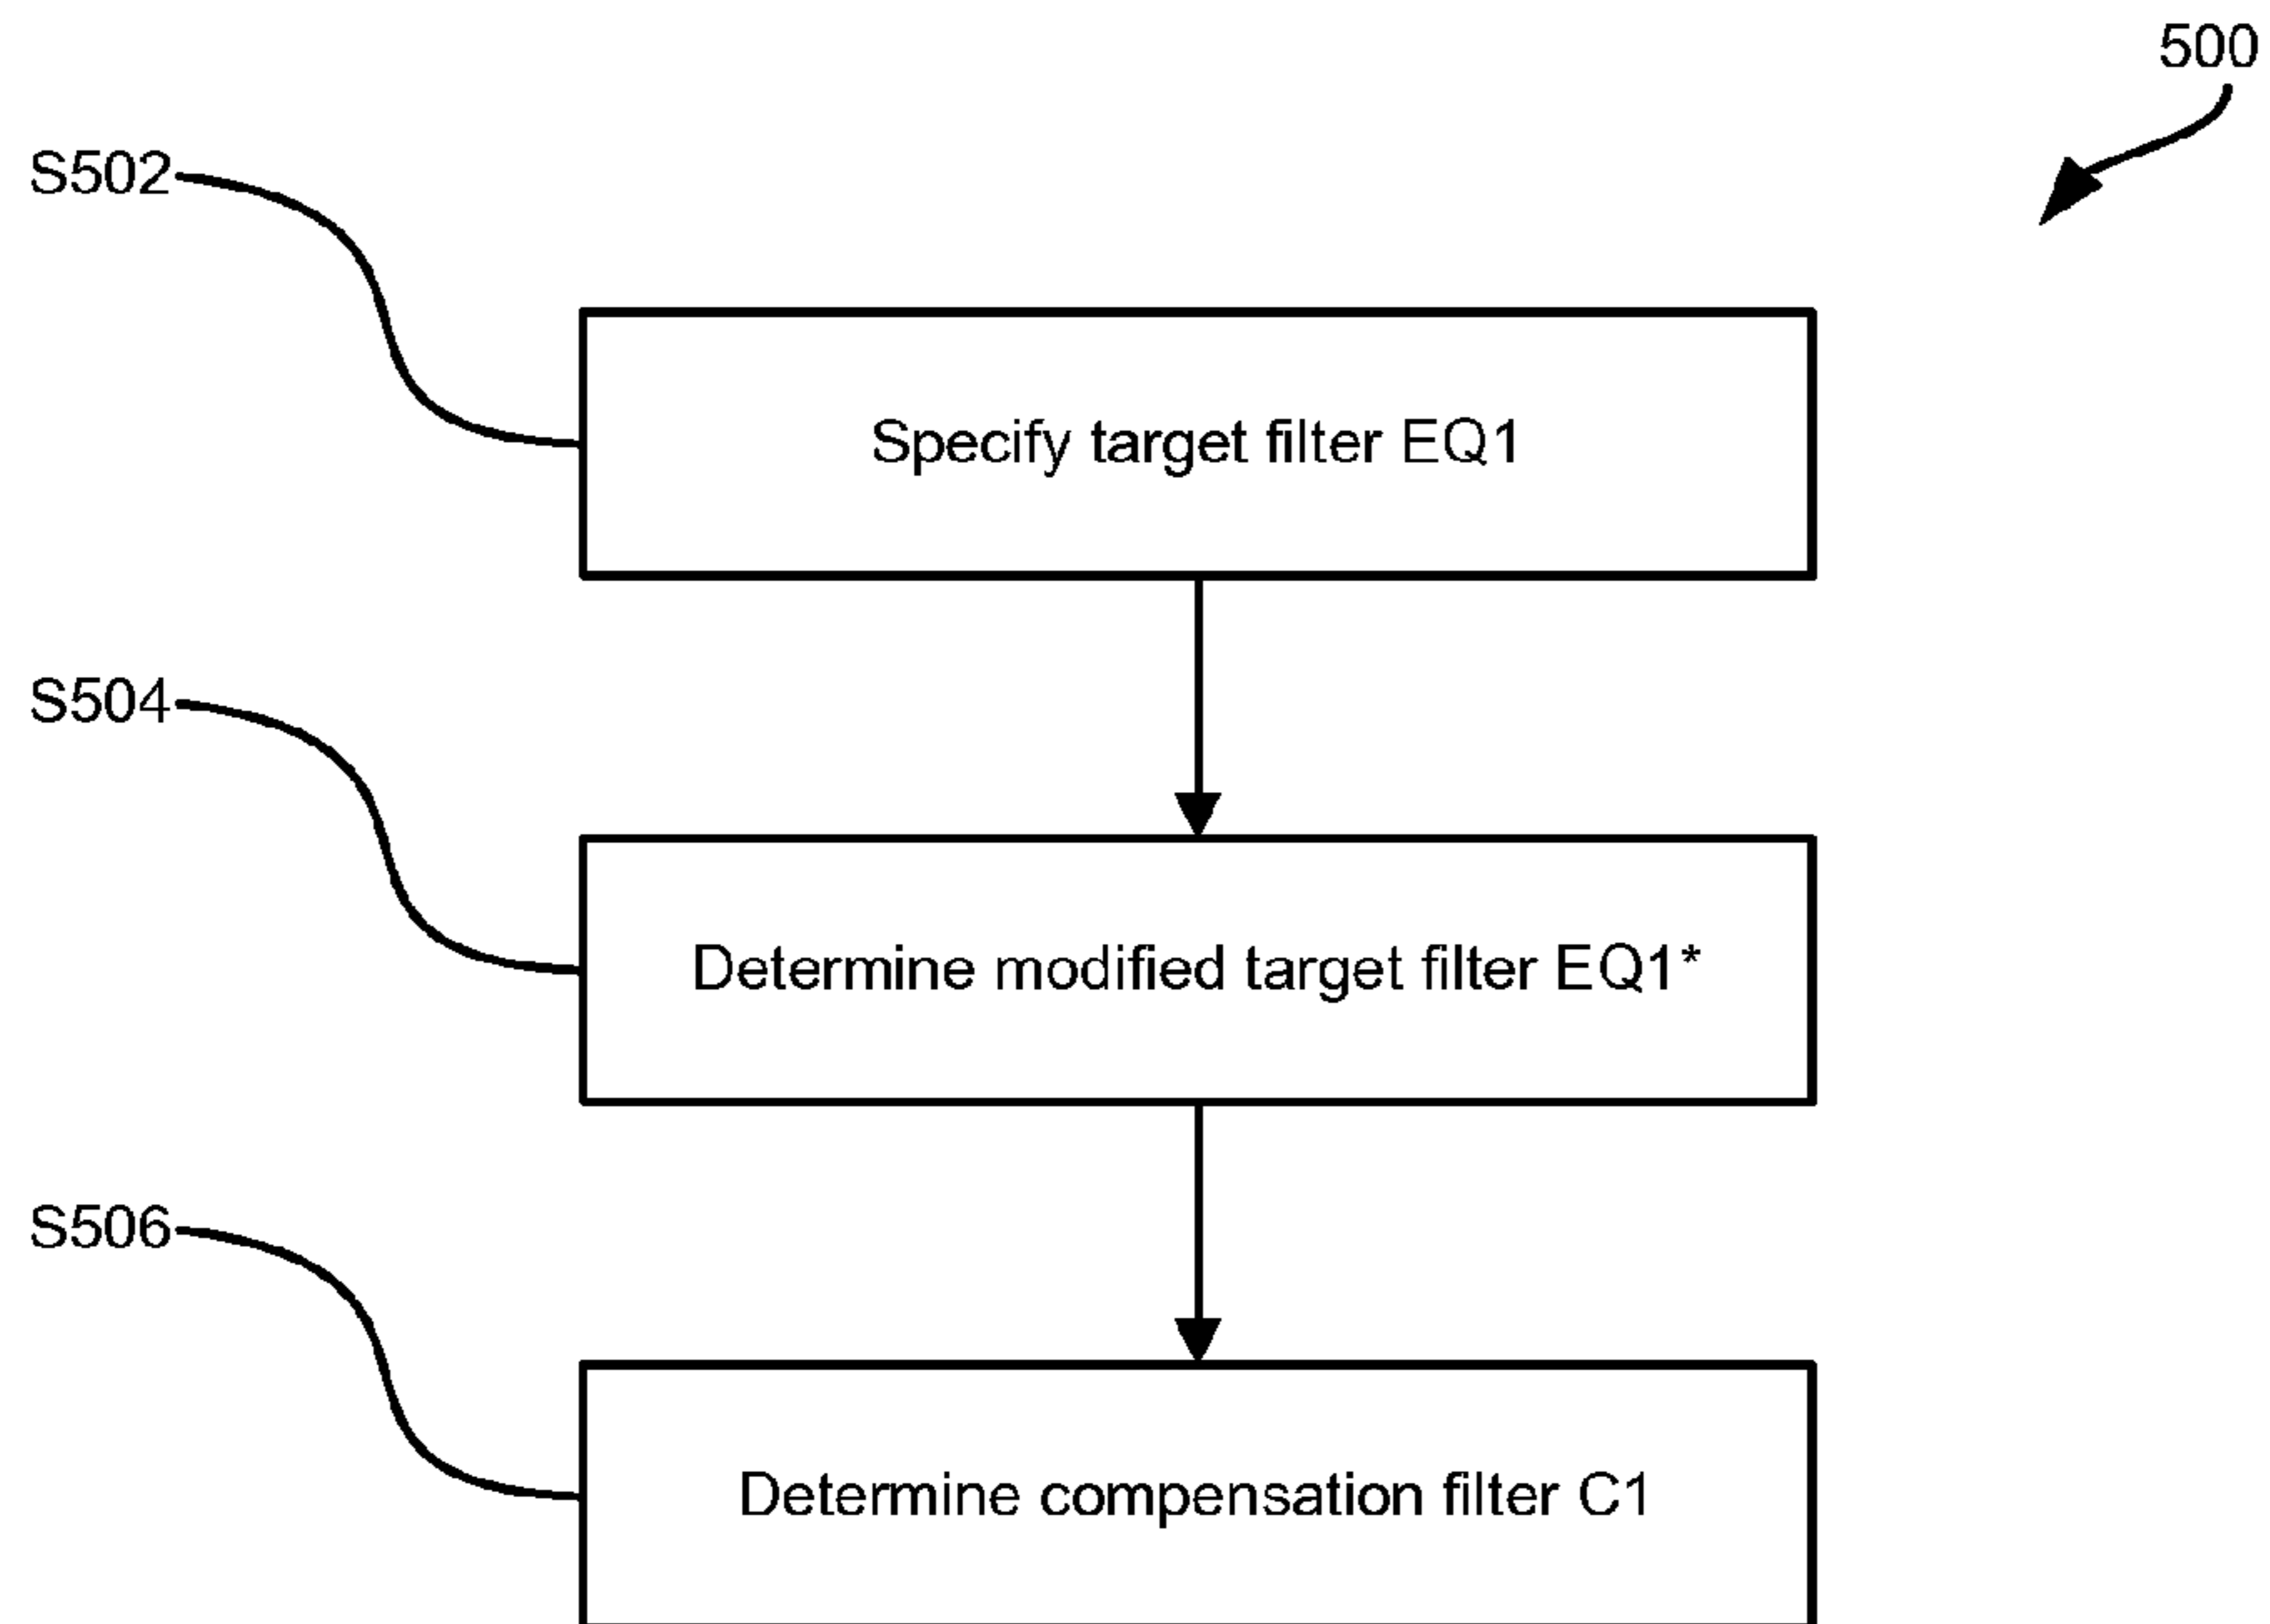 500
S502
Specify target filter EQ1
S504
Determine modified target filter EQ1*
S506
Determine compensation filter C1